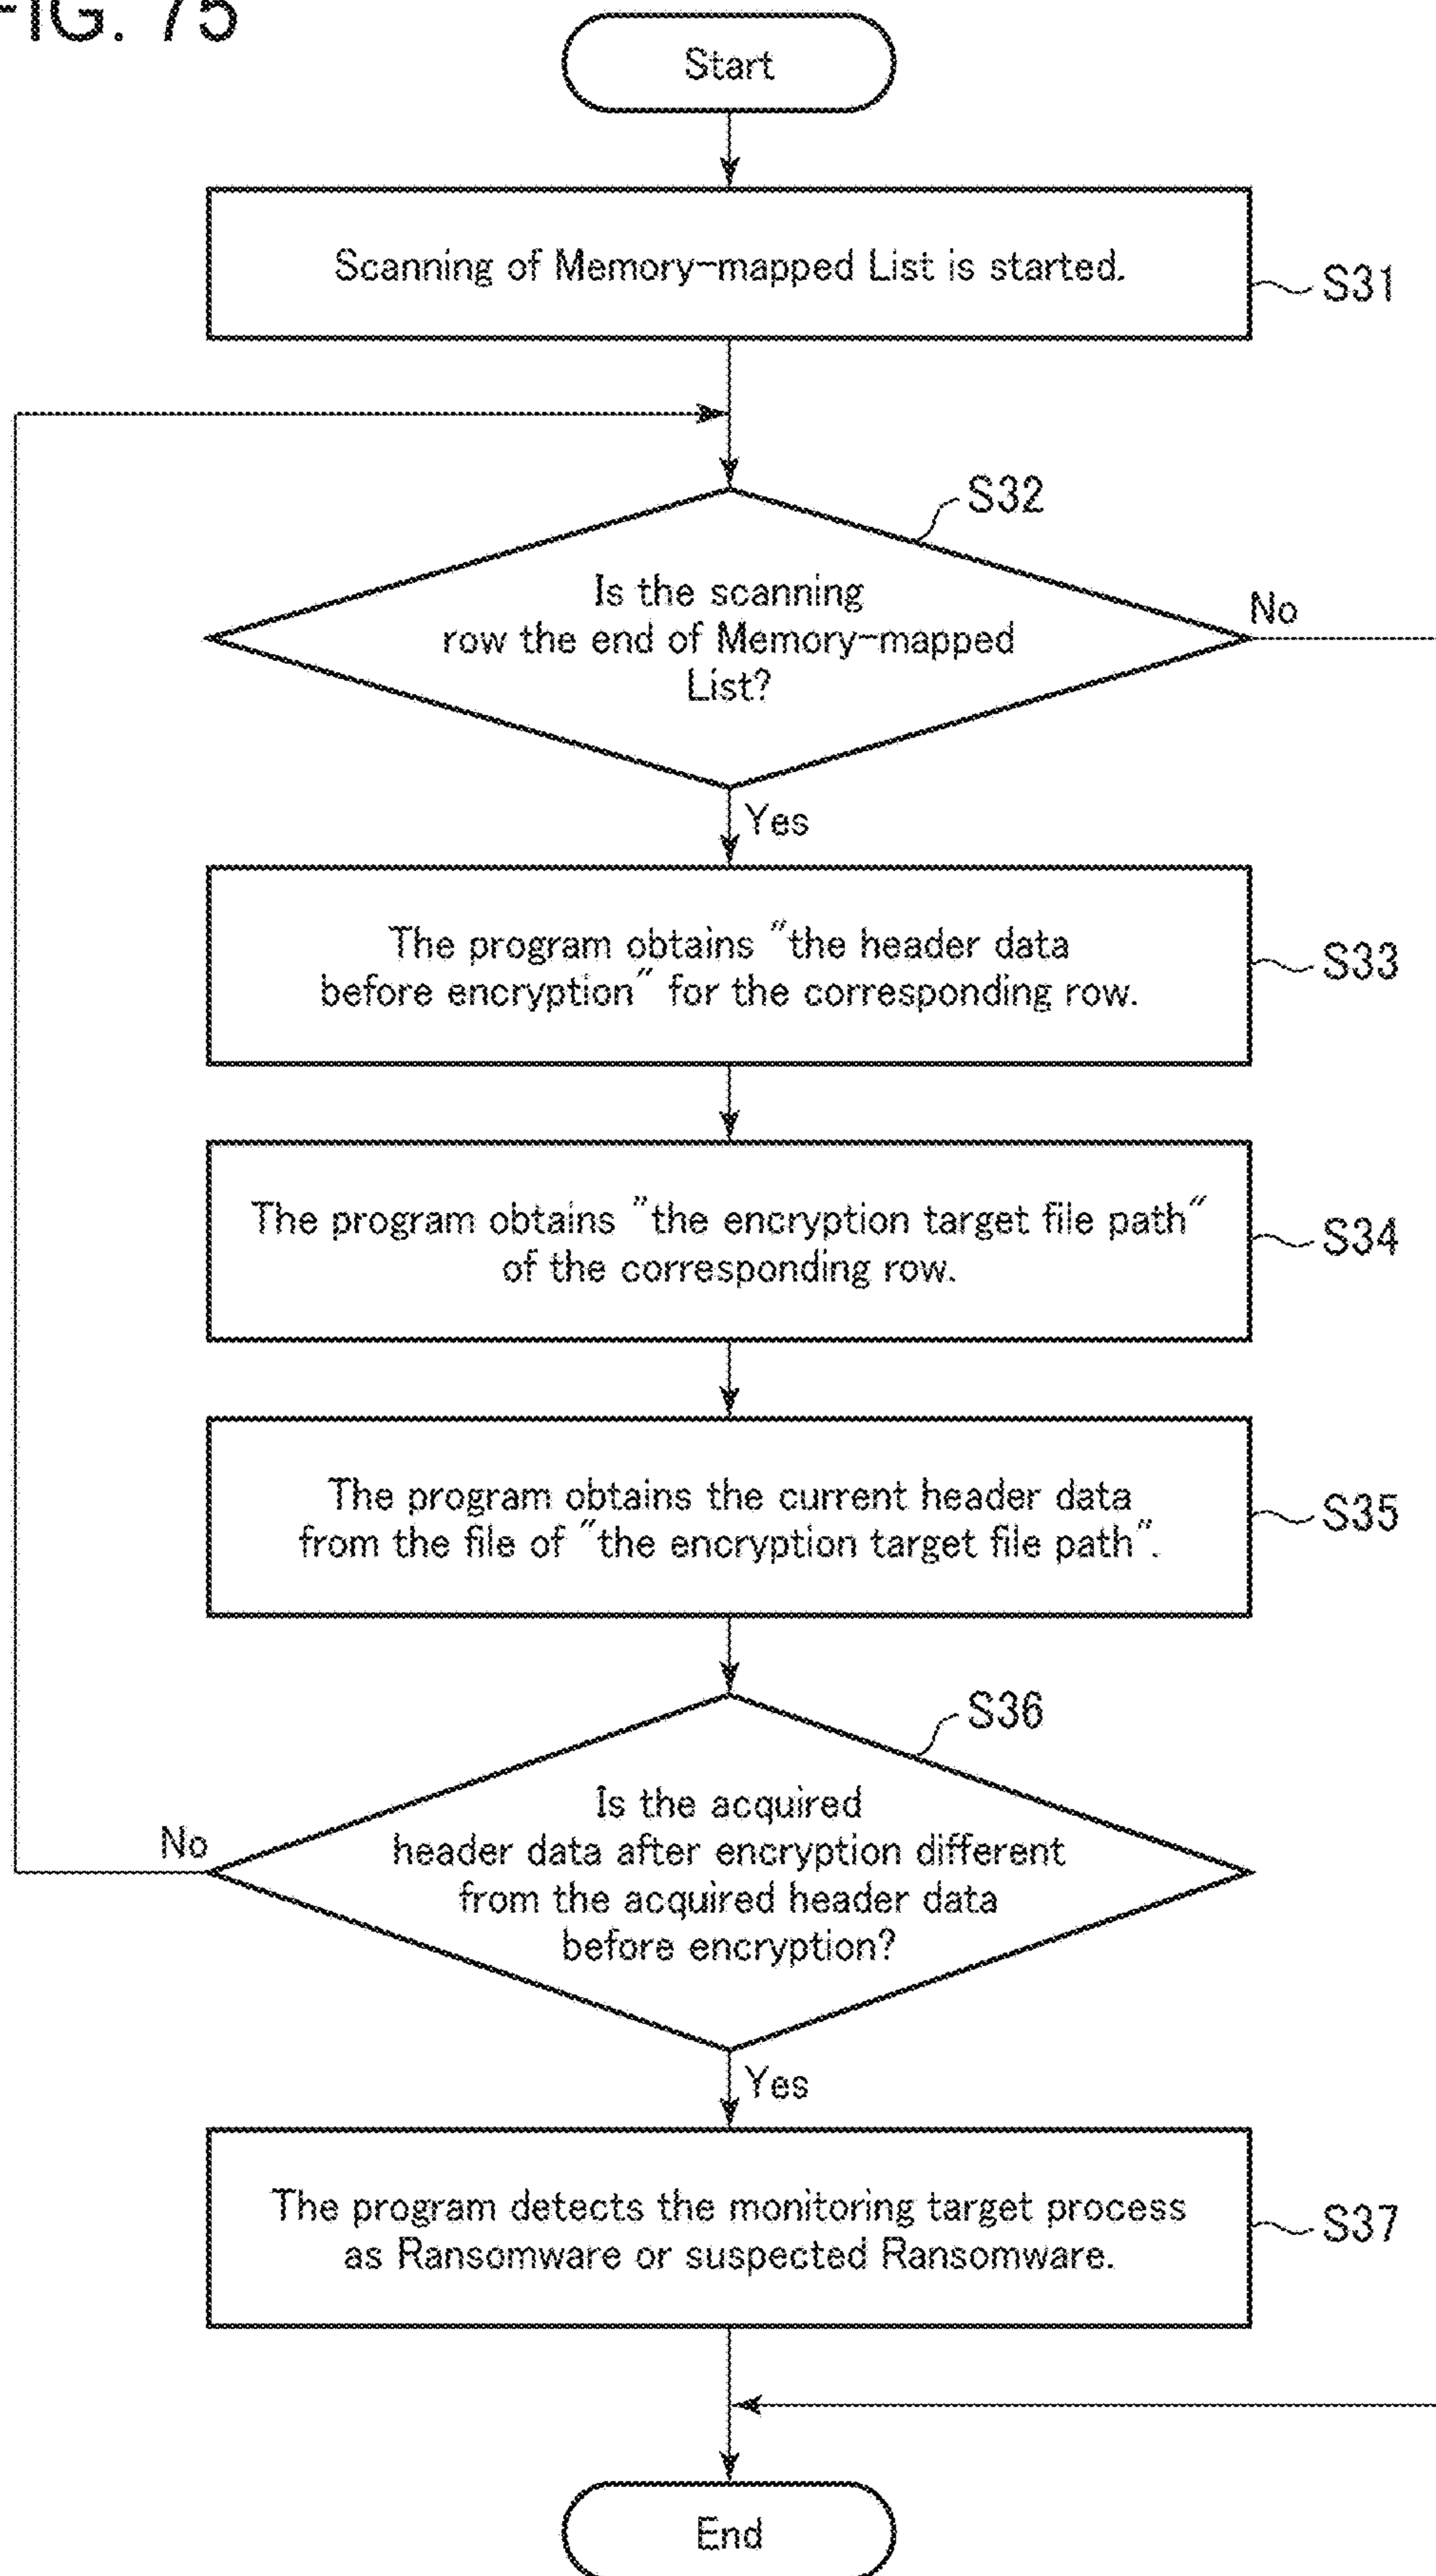 FIG. 75
Start
Scanning of Memory-mapped List is started.
S31
S32
Is the scanning
row the end of Memory-mapped
List?
No
Yes
The program obtains "the header data
before encryption" for the corresponding row.
S33
The program obtains "the encryption target file path"
of the corresponding row.
S34
The program obtains the current header data
from the file of "the encryption target file path".
S35
S36
Is the acquired
header data after encryption different
from the acquired header data
before encryption?
No
Yes
The program detects the monitoring target process
as Ransomware or suspected Ransomware.
S37
End